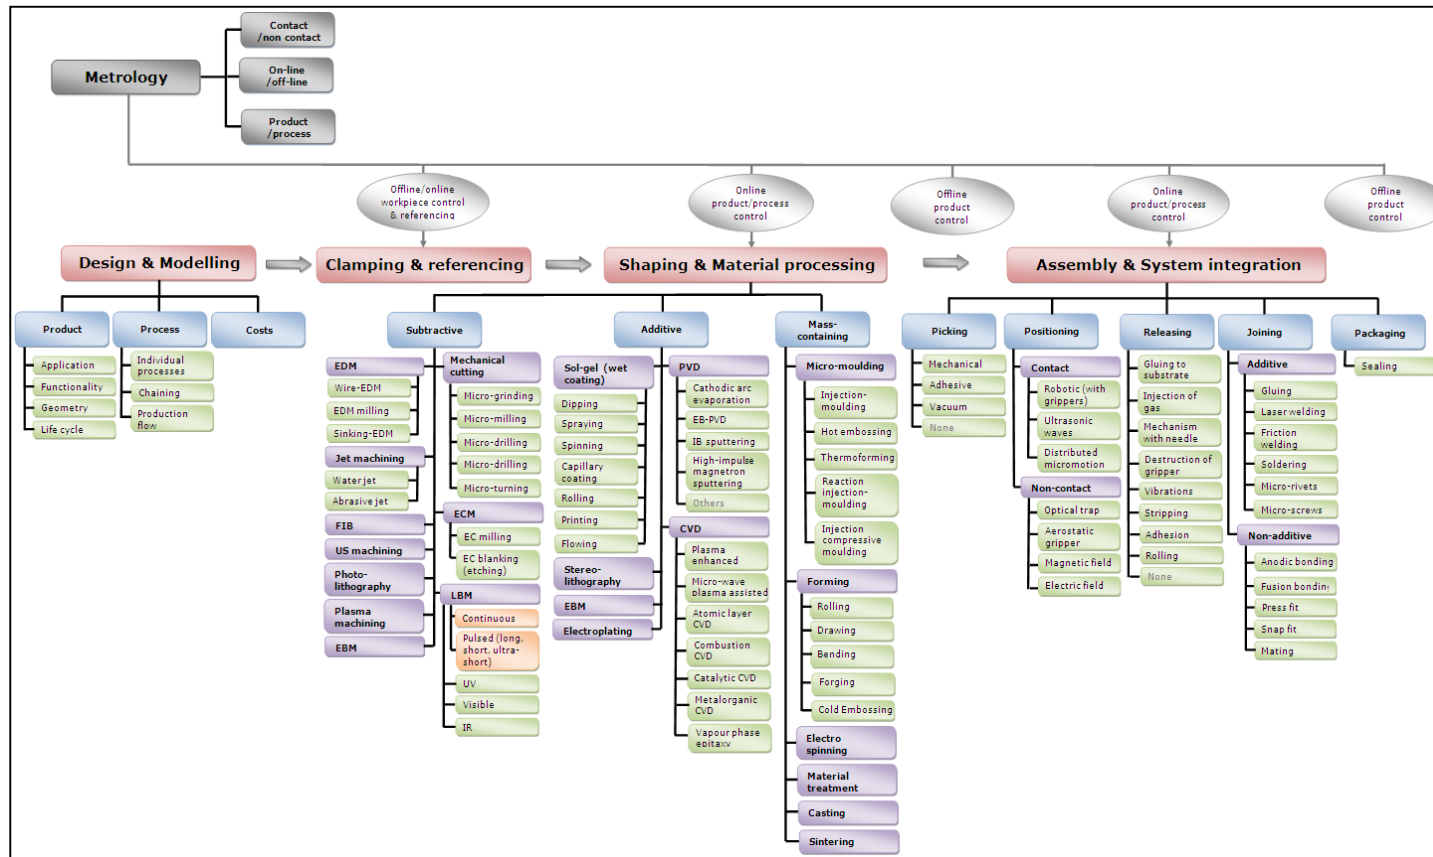 Contact
/non contact
Metrology
On-line
/off-line
Product
/process
Offline/online
workpiece control
& referencing
Online
product/process
control
Offline
product
control
Online
product/process
control
Offline
product
control
Design & Modelling
Clamping & referencing
Shaping & Material processing
Assembly & System integration
Product
Application
Functionality
Geometry
Life cycle
Process
Individual
processes
Chaining
Production
flow
Costs
Subtractive
EDM
Wire-EDM
EDM milling
Sinking-EDM
Jet machining
Water jet
Abrasive jet
FIB
US machining
Photo-
lithography
Plasma
machining
EBM
Mechanical
cutting
Micro-grinding
Micro-milling
Micro-drilling
Micro-drilling
Micro-turning
ECM
EC milling
EC blanking
(etching)
LBM
Continuous
Pulsed (long,
short, ultra-
short)
UV
Visible
IR
Additive
Sol-gel (wet
coating)
Dipping
Spraying
Spinning
Capillary
coating
Rolling
Printing
Flowing
Stereo-
lithography
EBM
Electroplating
PVD
Cathodic arc
evaporation
EB-PVD
IB sputtering
High-impulse
magnetron
sputtering
Others
CVD
Plasma
enhanced
Micro-wave
plasma assisted
Atomic layer
CVD
Combustion
CVD
Catalytic CVD
Metalorganic
CVD
Vapour phase
epitaxy
Mass-
containing
Micro-moulding
Injection-
moulding
Hot embossing
Thermoforming
Reaction
injection-
moulding
Injection
compressive
moulding
Forming
Rolling
Drawing
Bending
Forging
Cold Embossing
Electro
spinning
Material
treatment
Casting
Sintering
Picking
Mechanical
Adhesive
Vacuum
None
Positioning
Contact
Robotic (with
grippers)
Ultrasonic
waves
Distributed
micromotion
Non-contact
Optical trap
Aerostatic
gripper
Magnetic field
Electric field
Releasing
Gluing to
substrate
Injection of
gas
Mechanism
with needle
Destruction of
gripper
Vibrations
Stripping
Adhesion
Rolling
None
Joining
Additive
Gluing
Laser welding
Friction
welding
Soldering
Micro-rivets
Micro-screws
Non-additive
Anodic bonding
Fusion bonding
Press fit
Snap fit
Mating
Packaging
Sealing